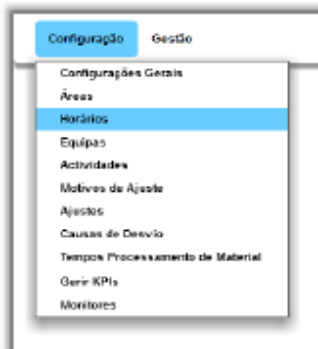 Configuração Gestão
Configurações Gerais
Áreas
Horários
Equipas
Actividades
Motivos de Ajuste
Ajustes
Causas de Desvio
Tempos Processamento de Material
Gerir KPIs
Monitores